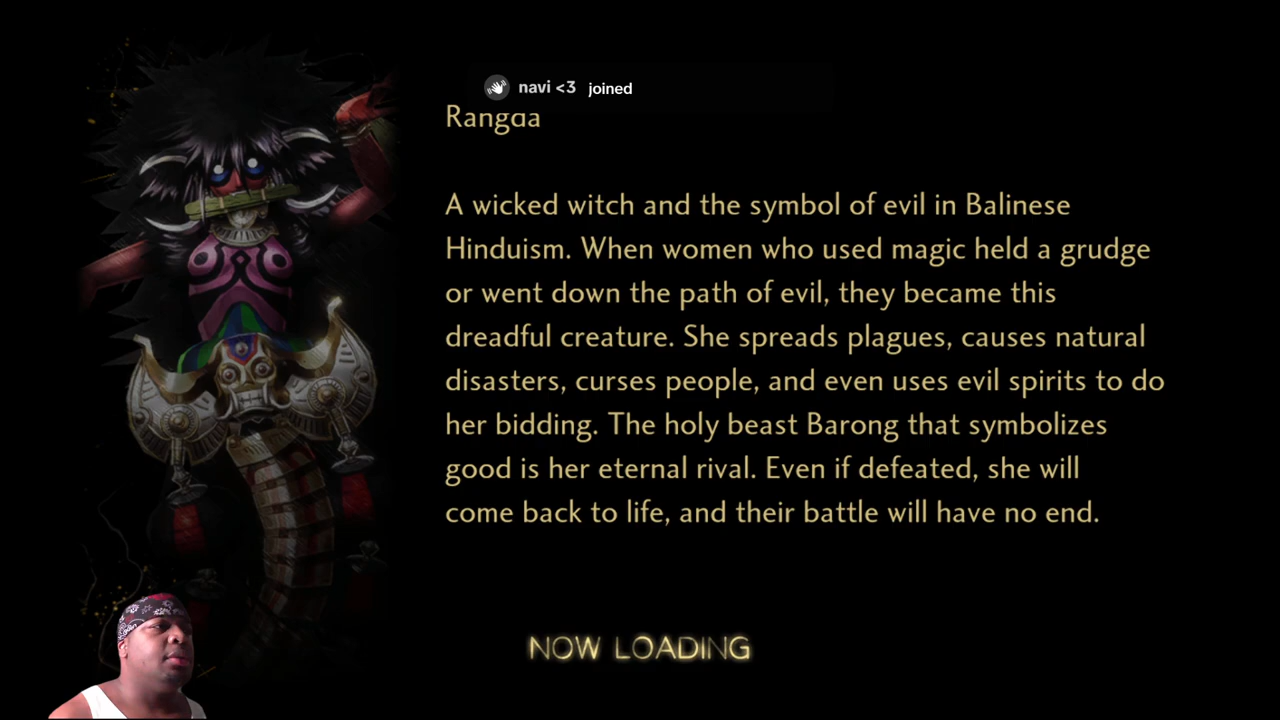 navi <3 joined
Rangda
A wicked witch and the symbol of evil in Balinese
Hinduism. When women who used magic held a grudge
or went down the path of evil, they became this
dreadful creature. She spreads plagues, causes natural
disasters, curses people, and even uses evil spirits to do
her bidding. The holy beast Barong that symbolizes
good is her eternal rival. Even if defeated, she will
come back to life, and their battle will have no end.
NOW LOADING